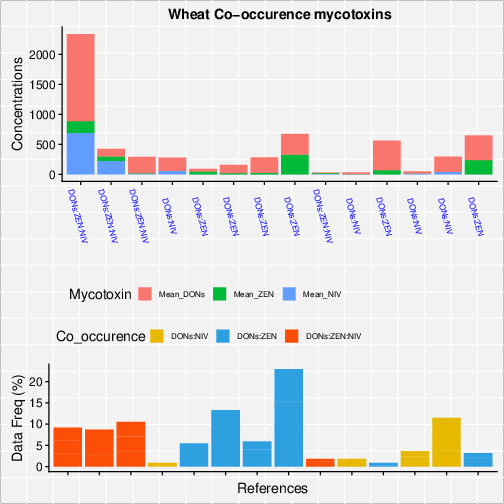 Wheat Co−occurence mycotoxins
Concentrations
2000
1500
1000
500
0
DONs:ZEN:NIV
DONs:ZEN:NIV
DONs:ZEN:NIV
DONs:NIV
DONs:ZEN
DONs:ZEN
DONs:ZEN
DONs:ZEN
DONs:ZEN:NIV
DONs:NIV
DONs:ZEN
DONs:NIV
DONs:NIV
DONs:ZEN
Mycotoxin Mean_DONs Mean_ZEN Mean_NIV
Co_occurence DONs:NIV DONs:ZEN DONs:ZEN:NIV
Data Freq (%)
20
15
10
5
0
References